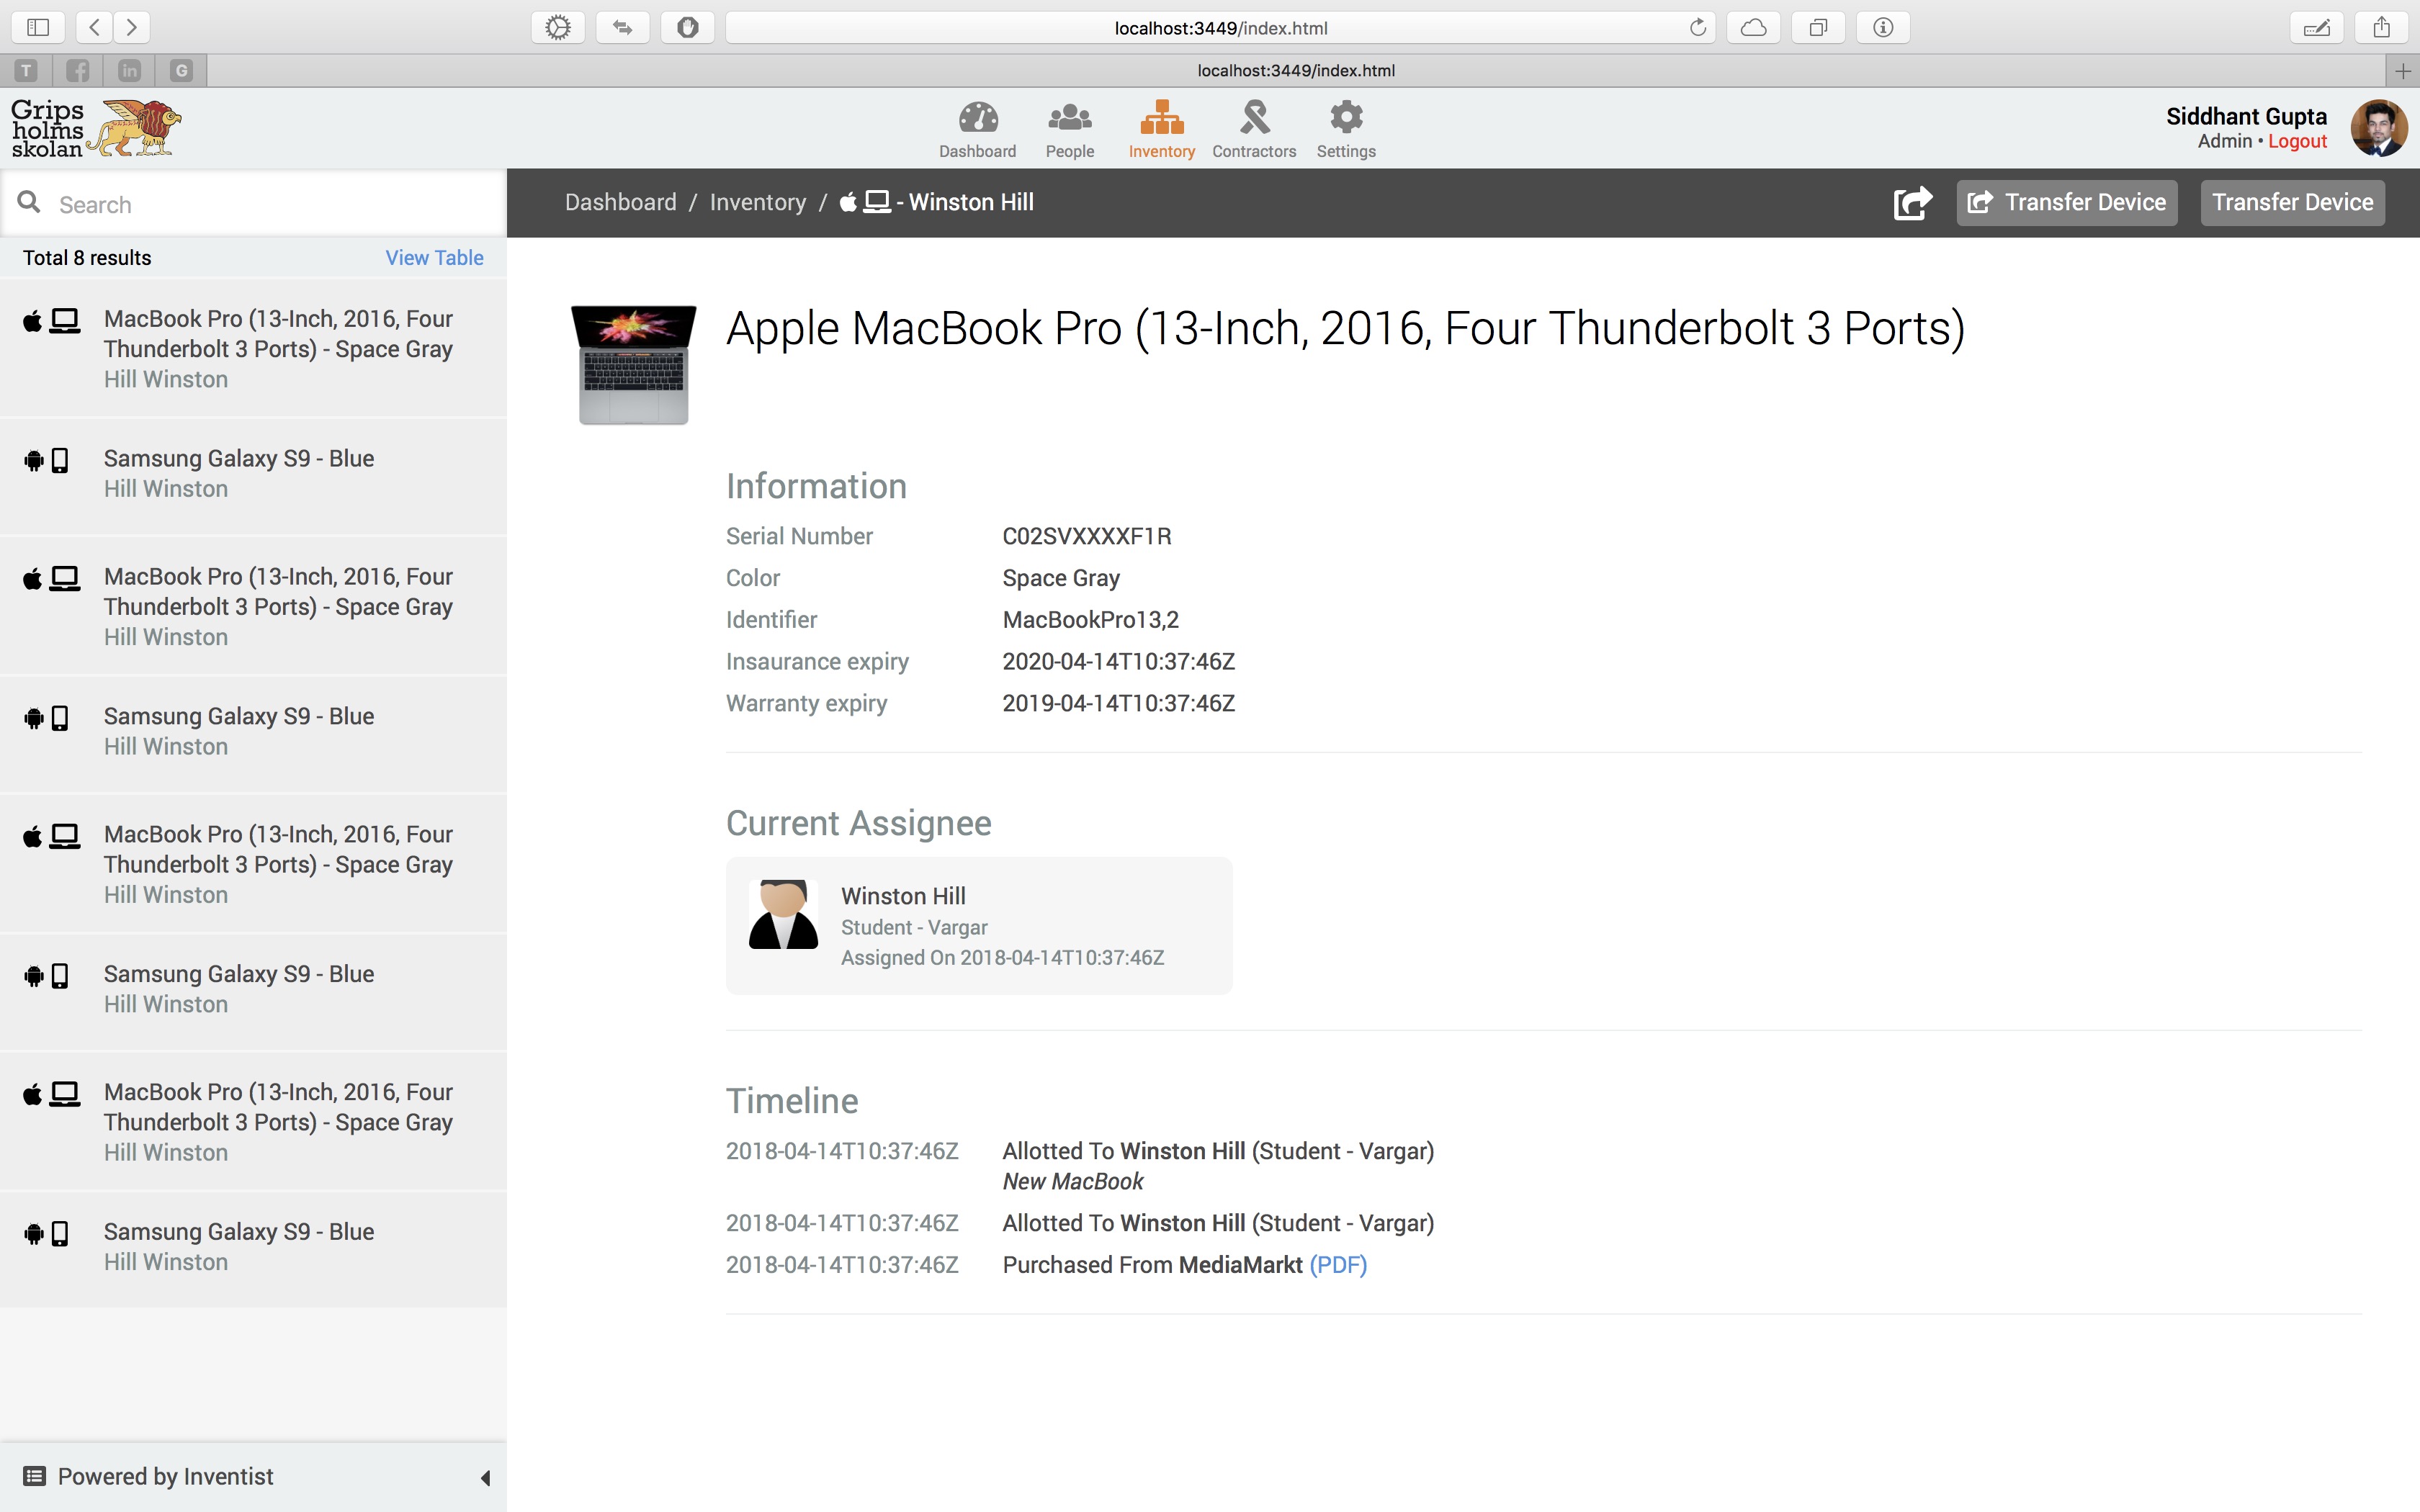 localhost:3449/index.html
T
in
G
localhost:3449/index.html
Grips
holms
skolan
Dashboard
People
Inventory
Contractors
Settings
Siddhant Gupta
Admin • Logout
Search
Dashboard / Inventory / - Winston Hill
Transfer Device
Transfer Device
Total 8 results
View Table
MacBook Pro (13-Inch, 2016, Four
Thunderbolt 3 Ports) - Space Gray
Hill Winston
Samsung Galaxy S9 - Blue
Hill Winston
MacBook Pro (13-Inch, 2016, Four
Thunderbolt 3 Ports) - Space Gray
Hill Winston
Samsung Galaxy S9 - Blue
Hill Winston
MacBook Pro (13-Inch, 2016, Four
Thunderbolt 3 Ports) - Space Gray
Hill Winston
Samsung Galaxy S9 - Blue
Hill Winston
MacBook Pro (13-Inch, 2016, Four
Thunderbolt 3 Ports) - Space Gray
Hill Winston
Samsung Galaxy S9 - Blue
Hill Winston
Powered by Inventist
Apple MacBook Pro (13-Inch, 2016, Four Thunderbolt 3 Ports)
Information
Serial Number C02SVXXXXF1R
Color Space Gray
Identifier MacBookPro13,2
Insaurance expiry 2020-04-14T10:37:46Z
Warranty expiry 2019-04-14T10:37:46Z
Current Assignee
Winston Hill
Student - Vargar
Assigned On 2018-04-14T10:37:46Z
Timeline
2018-04-14T10:37:46Z Allotted To Winston Hill (Student - Vargar)
New MacBook
2018-04-14T10:37:46Z Allotted To Winston Hill (Student - Vargar)
2018-04-14T10:37:46Z Purchased From MediaMarkt (PDF)